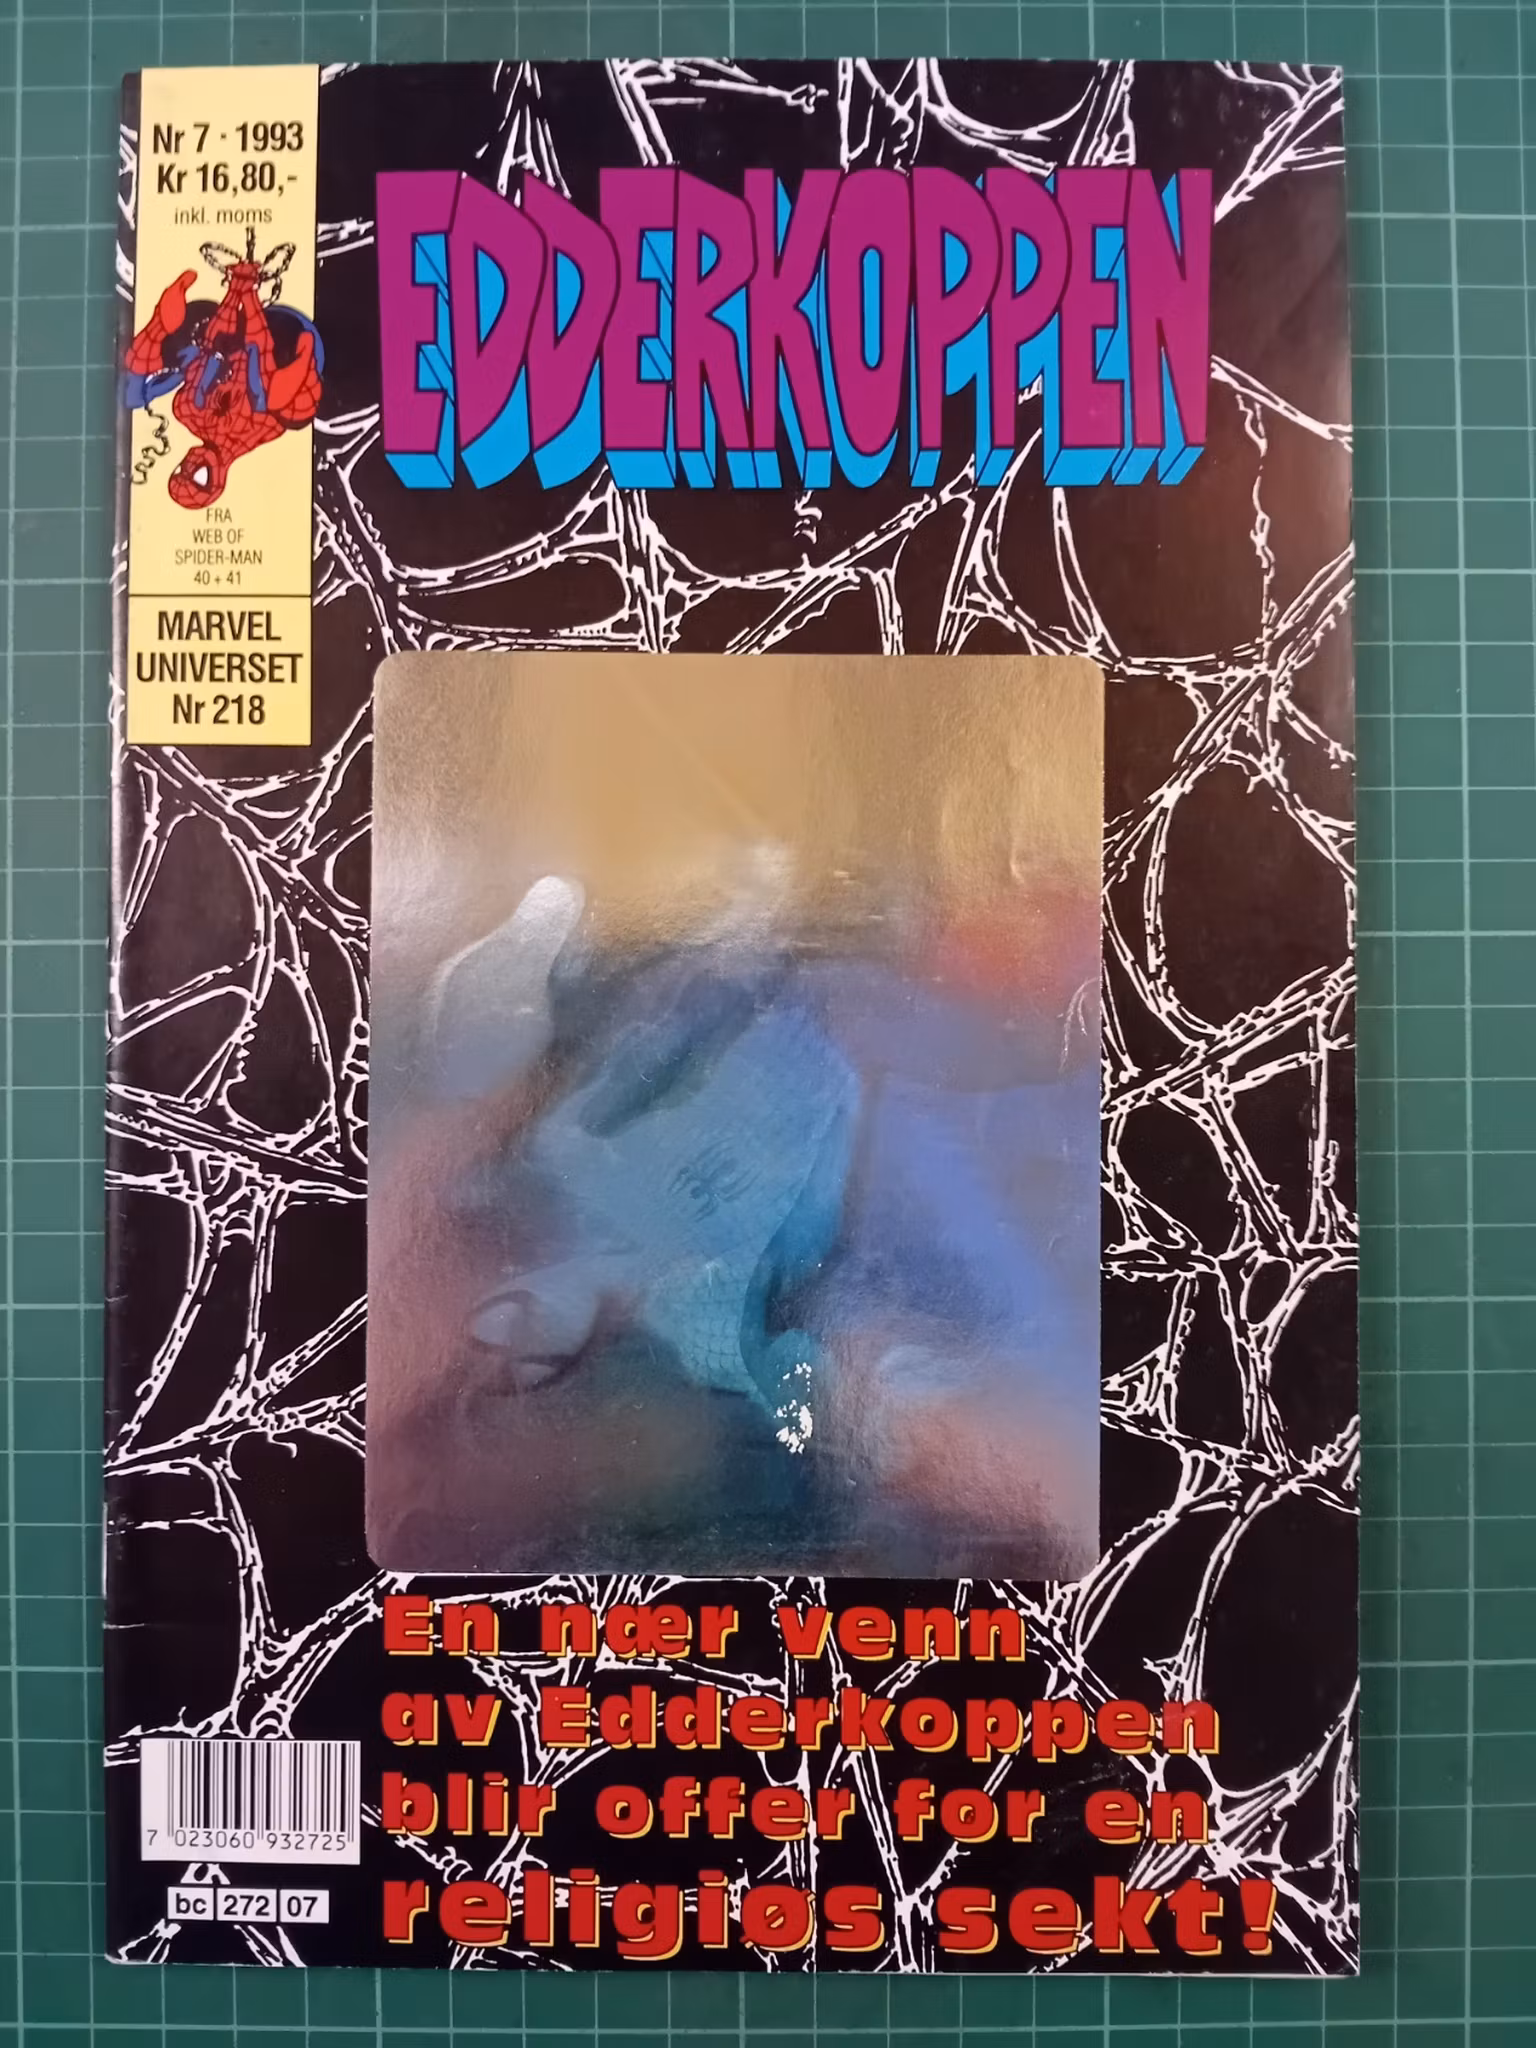 Nr 7 · 1993
Kr 16,80,-
inkl. moms
FRA
WEB OF
SPIDER-MAN
40 + 41
MARVEL
UNIVERSET
Nr 218
EDDERKOPPEN
En nær venn
av Edderkoppen
blir offer for en
religiøs sekt!
7 023060 932725
bc 272 07